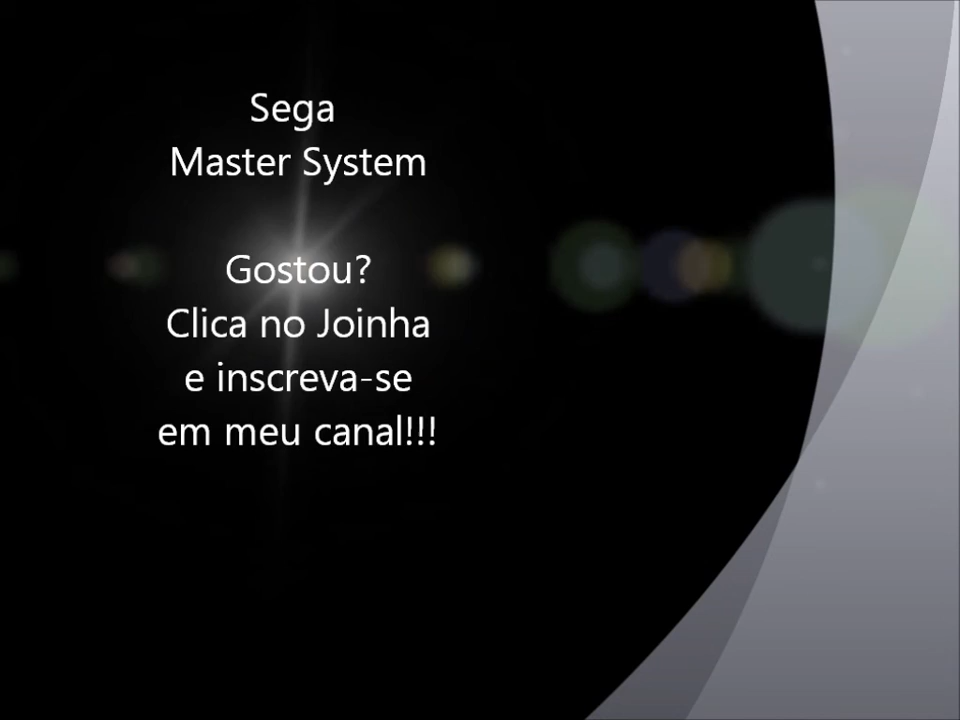 Sega
Master System
Gostou?
Clica no Joinha
e inscreva-se
em meu canal!!!